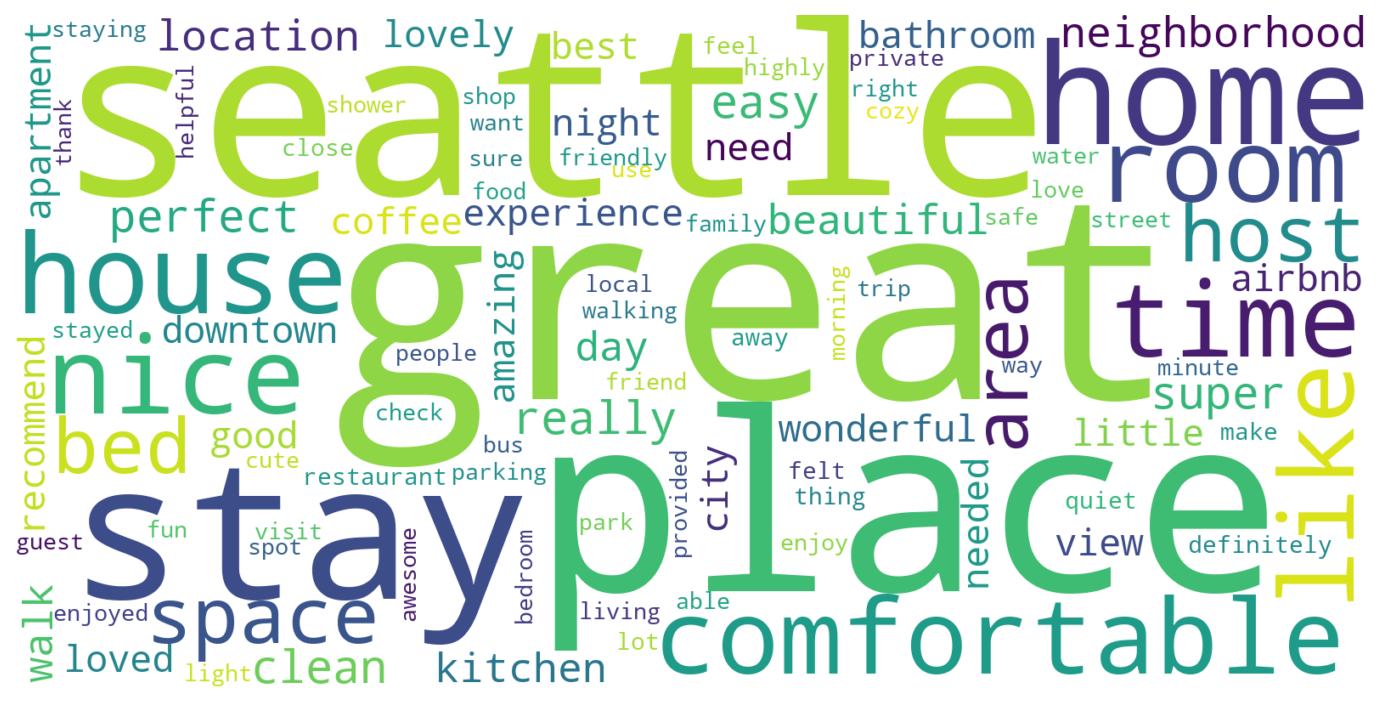 staying
location
lovely
best
feel
bathroom
neighborhood
seattle
highly
private
home
apartment
thank
helpful
shower
shop
easy
right
cozy
want
night
need
close
sure
friendly
use
water
room
food
love
perfect
coffee
experience
family
beautiful
safe
street
host
house
great
amazing
local
walking
morning
trip
area
airbnb
time
stayed
downtown
people
day
away
way
minute
nice
recommend
friend
like
super
check
really
bed
good
cute
bus
wonderful
little
make
restaurant
parking
place
city
felt
thing
needed
quiet
view
definitely
stay
guest
fun
visit
spot
awesome
bedroom
park
provided
enjoy
walk
enjoyed
space
living
able
lot
comfortable
loved
light
clean
kitchen